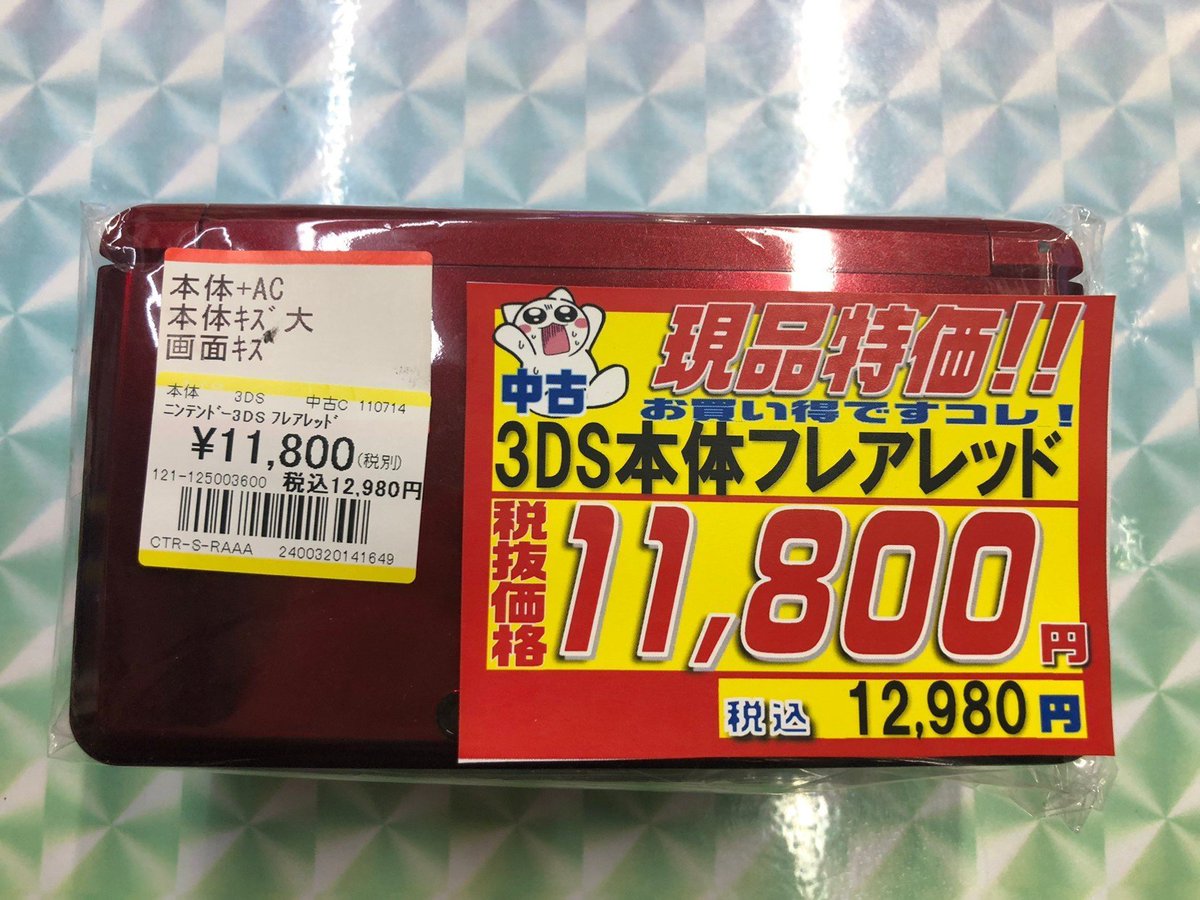 本体+AC
本体ｷｽﾞ大
画面ｷｽﾞ
本体 3DS 中古C 110714
ﾆﾝﾃﾝﾄﾞｰ3DS ﾌﾚｱﾚｯﾄﾞ
¥11,800(税別)
121-125003600 税込12,980円
CTR-S-RAAA 2400320141649
現品特価!!
中古
お買い得ですコレ!
3DS本体フレアレッド
税抜価格
11,800円
税込 12,980円